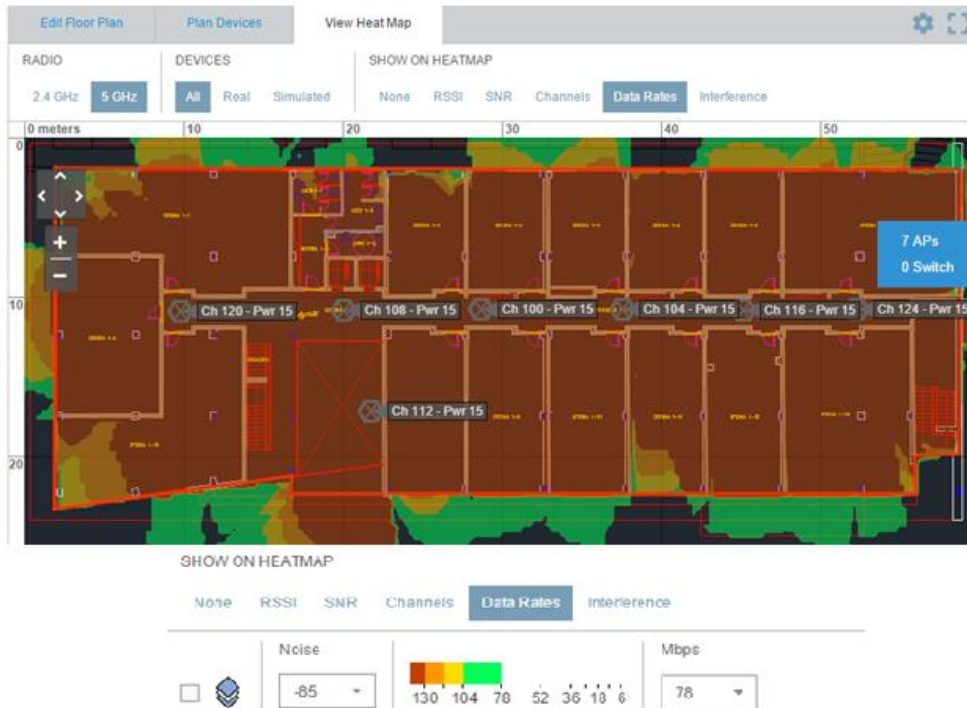 Edit Floor Plan Plan Devices View Heat Map
RADIO DEVICES SHOW ON HEATMAP
2.4 GHz 5 GHz All Real Simulated None RSSI SNR Channels Data Rates Interference
0 meters 10 20 30 40 50
0
7 APs
0 Switch
10
Ch 120 - Pwr 15 Ch 108 - Pwr 15 Ch 100 - Pwr 15 Ch 104 - Pwr 15 Ch 116 - Pwr 15 Ch 124 - Pwr 15
Ch 112 - Pwr 15
20
SHOW ON HEATMAP
None RSSI SNR Channels Data Rates Interference
Noise Mbps
-85 130 104 78 52 36 18 6 78